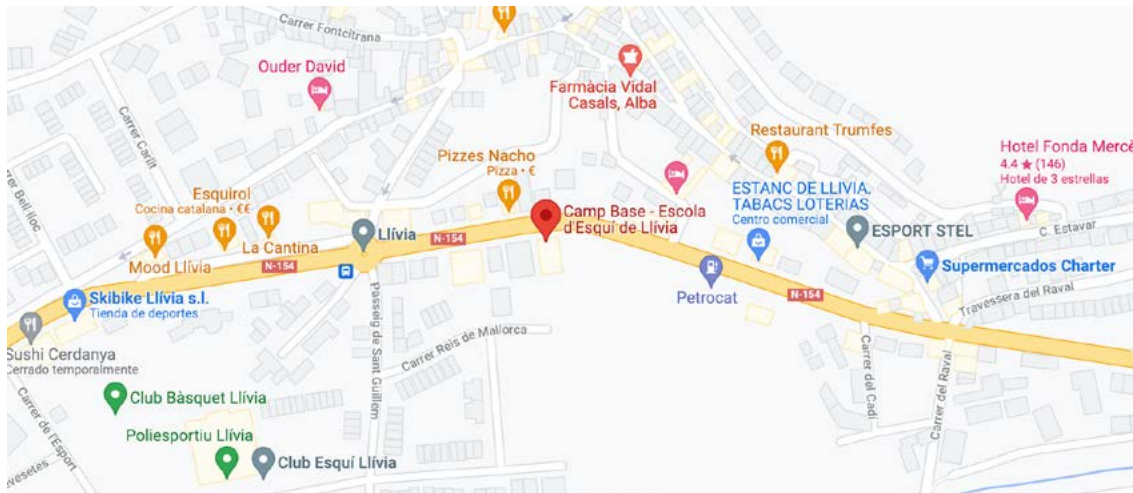 Carrer Fontcitrana
Ouder David
Farmàcia Vidal
Casals, Alba
Carrer Carlit
Restaurant Trumfes
Hotel Fonda Mercè
4.4 ★ (146)
Hotel de 3 estrellas
Pizzes Nacho
Pizza • €
ESTANC DE LLIVIA.
TABACS LOTERIAS
Centro comercial
Esquirol
Cocina catalana • €€
Camp Base - Escola
d'Esquí de Llívia
La Cantina
Llívia
N-154
ESPORT STEL
C. Estavar
Mood Llívia
N-154
Supermercados Charter
Skibike Llívia s.l.
Tienda de deportes
Petrocat
N-154
Travessera del Raval
Passeig de Sant Guillem
Carrer Reis de Mallorca
Sushi Cerdanya
Cerrado temporalmente
Carrer del Cadí
Carrer del Raval
Club Bàsquet Llívia
Carrer de l'Esport
Poliesportiu Llívia
Club Esquí Llívia